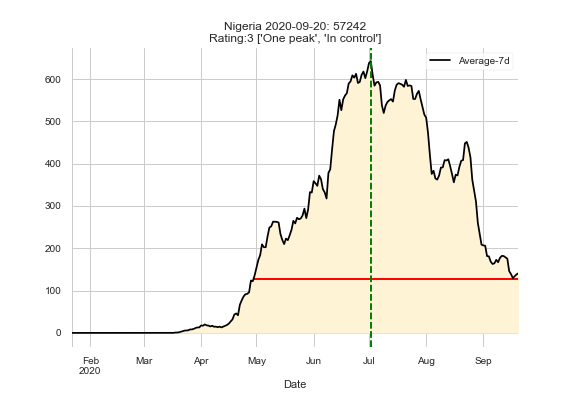 Nigeria 2020-09-20: 57242
Rating:3 ['One peak', 'In control']
Average-7d
600
500
400
300
200
100
0
Feb Mar Apr May Jun Jul Aug Sep
2020
Date